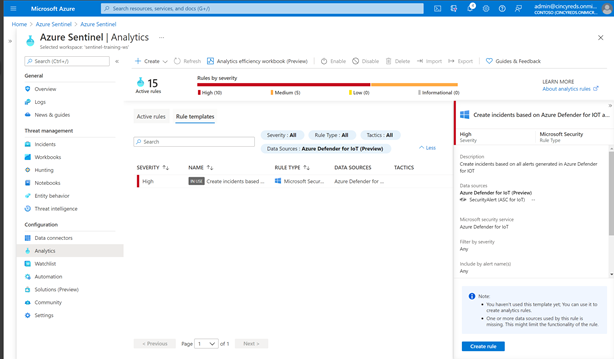 Microsoft Azure
Search resources, services, and docs (G+/)
admin@cincyreds.onmi...
CONTOSO (CINCYREDS.ONMICR...
Home > Azure Sentinel > Azure Sentinel
Azure Sentinel | Analytics ...
Selected workspace: 'sentinel-training-ws'
Search (Ctrl+/)
General
Overview
Logs
News & guides
Threat management
Incidents
Workbooks
Hunting
Notebooks
Entity behavior
Threat intelligence
Configuration
Data connectors
Analytics
Watchlist
Automation
Solutions (Preview)
Community
Settings
Create
Refresh
Analytics efficiency workbook (Preview)
Enable
Disable
Delete
Import
Export
Guides & Feedback
15
Active rules
Rules by severity
High (10)
Medium (5)
Low (0)
Informational (0)
LEARN MORE
About analytics rules
Active rules
Rule templates
Search
Severity : All
Rule Type : All
Tactics : All
Data Sources : Azure Defender for IoT (Preview)
Less
SEVERITY
NAME
RULE TYPE
DATA SOURCES
TACTICS
High
IN USE
Create incidents based ...
Microsoft Secur...
Azure Defender for ...
< Previous
Page
1
of 1
Next >
Create incidents based on Azure Defender for IOT a...
High
Severity
Microsoft Security
Rule Type
Description
Create incidents based on all alerts generated in Azure Defender
for IOT
Data sources
Azure Defender for IoT (Preview)
SecurityAlert (ASC for IoT) --
Microsoft security service
Azure Defender for IoT
Filter by severity
Any
Include by alert name(s)
Any
Note:
• You haven't used this template yet; You can use it to
create analytics rules.
• One or more data sources used by this rule is
missing. This might limit the functionality of the rule.
Create rule